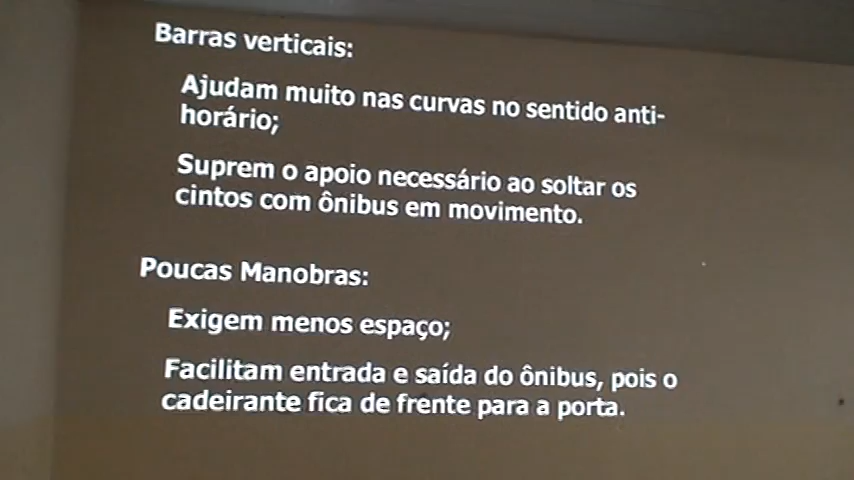 Barras verticais:
Ajudam muito nas curvas no sentido anti-
horário;
Suprem o apoio necessário ao soltar os
cintos com ônibus em movimento.
Poucas Manobras:
Exigem menos espaço;
Facilitam entrada e saída do ônibus, pois o
cadeirante fica de frente para a porta.